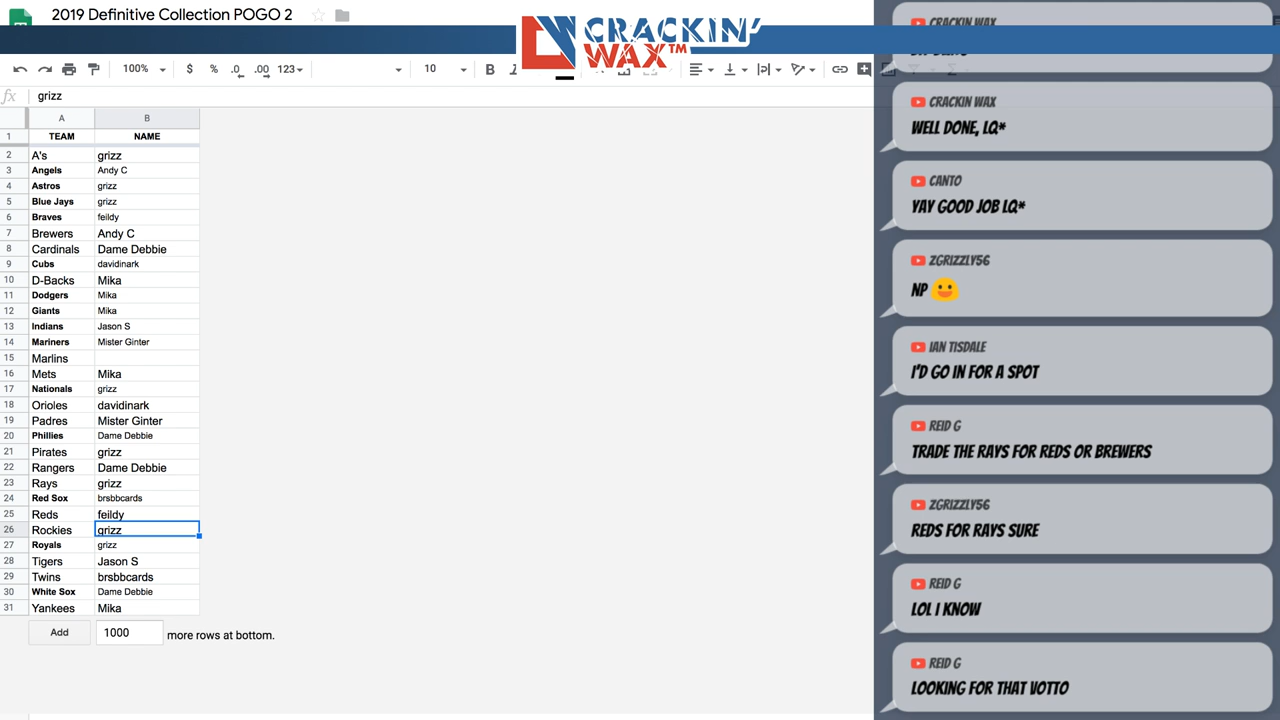 2019 Definitive Collection POGO 2
CRACKIN'
WAX™
100%
$
%
.0
.00
123
10
B
I
fx
grizz
A
B
1 TEAM NAME
2 A's grizz
3 Angels Andy C
4 Astros grizz
5 Blue Jays grizz
6 Braves feildy
7 Brewers Andy C
8 Cardinals Dame Debbie
9 Cubs davidinark
10 D-Backs Mika
11 Dodgers Mika
12 Giants Mika
13 Indians Jason S
14 Mariners Mister Ginter
15 Marlins
16 Mets Mika
17 Nationals grizz
18 Orioles davidinark
19 Padres Mister Ginter
20 Phillies Dame Debbie
21 Pirates grizz
22 Rangers Dame Debbie
23 Rays grizz
24 Red Sox brsbbcards
25 Reds feildy
26 Rockies grizz
27 Royals grizz
28 Tigers Jason S
29 Twins brsbbcards
30 White Sox Dame Debbie
31 Yankees Mika
Add 1000 more rows at bottom.
CRACKIN WAX
CRACKIN WAX
WELL DONE, LQ*
CANTO
YAY GOOD JOB LQ*
ZGRIZZLY56
NP
IAN TISDALE
I'D GO IN FOR A SPOT
REID G
TRADE THE RAYS FOR REDS OR BREWERS
ZGRIZZLY56
REDS FOR RAYS SURE
REID G
LOL I KNOW
REID G
LOOKING FOR THAT VOTTO